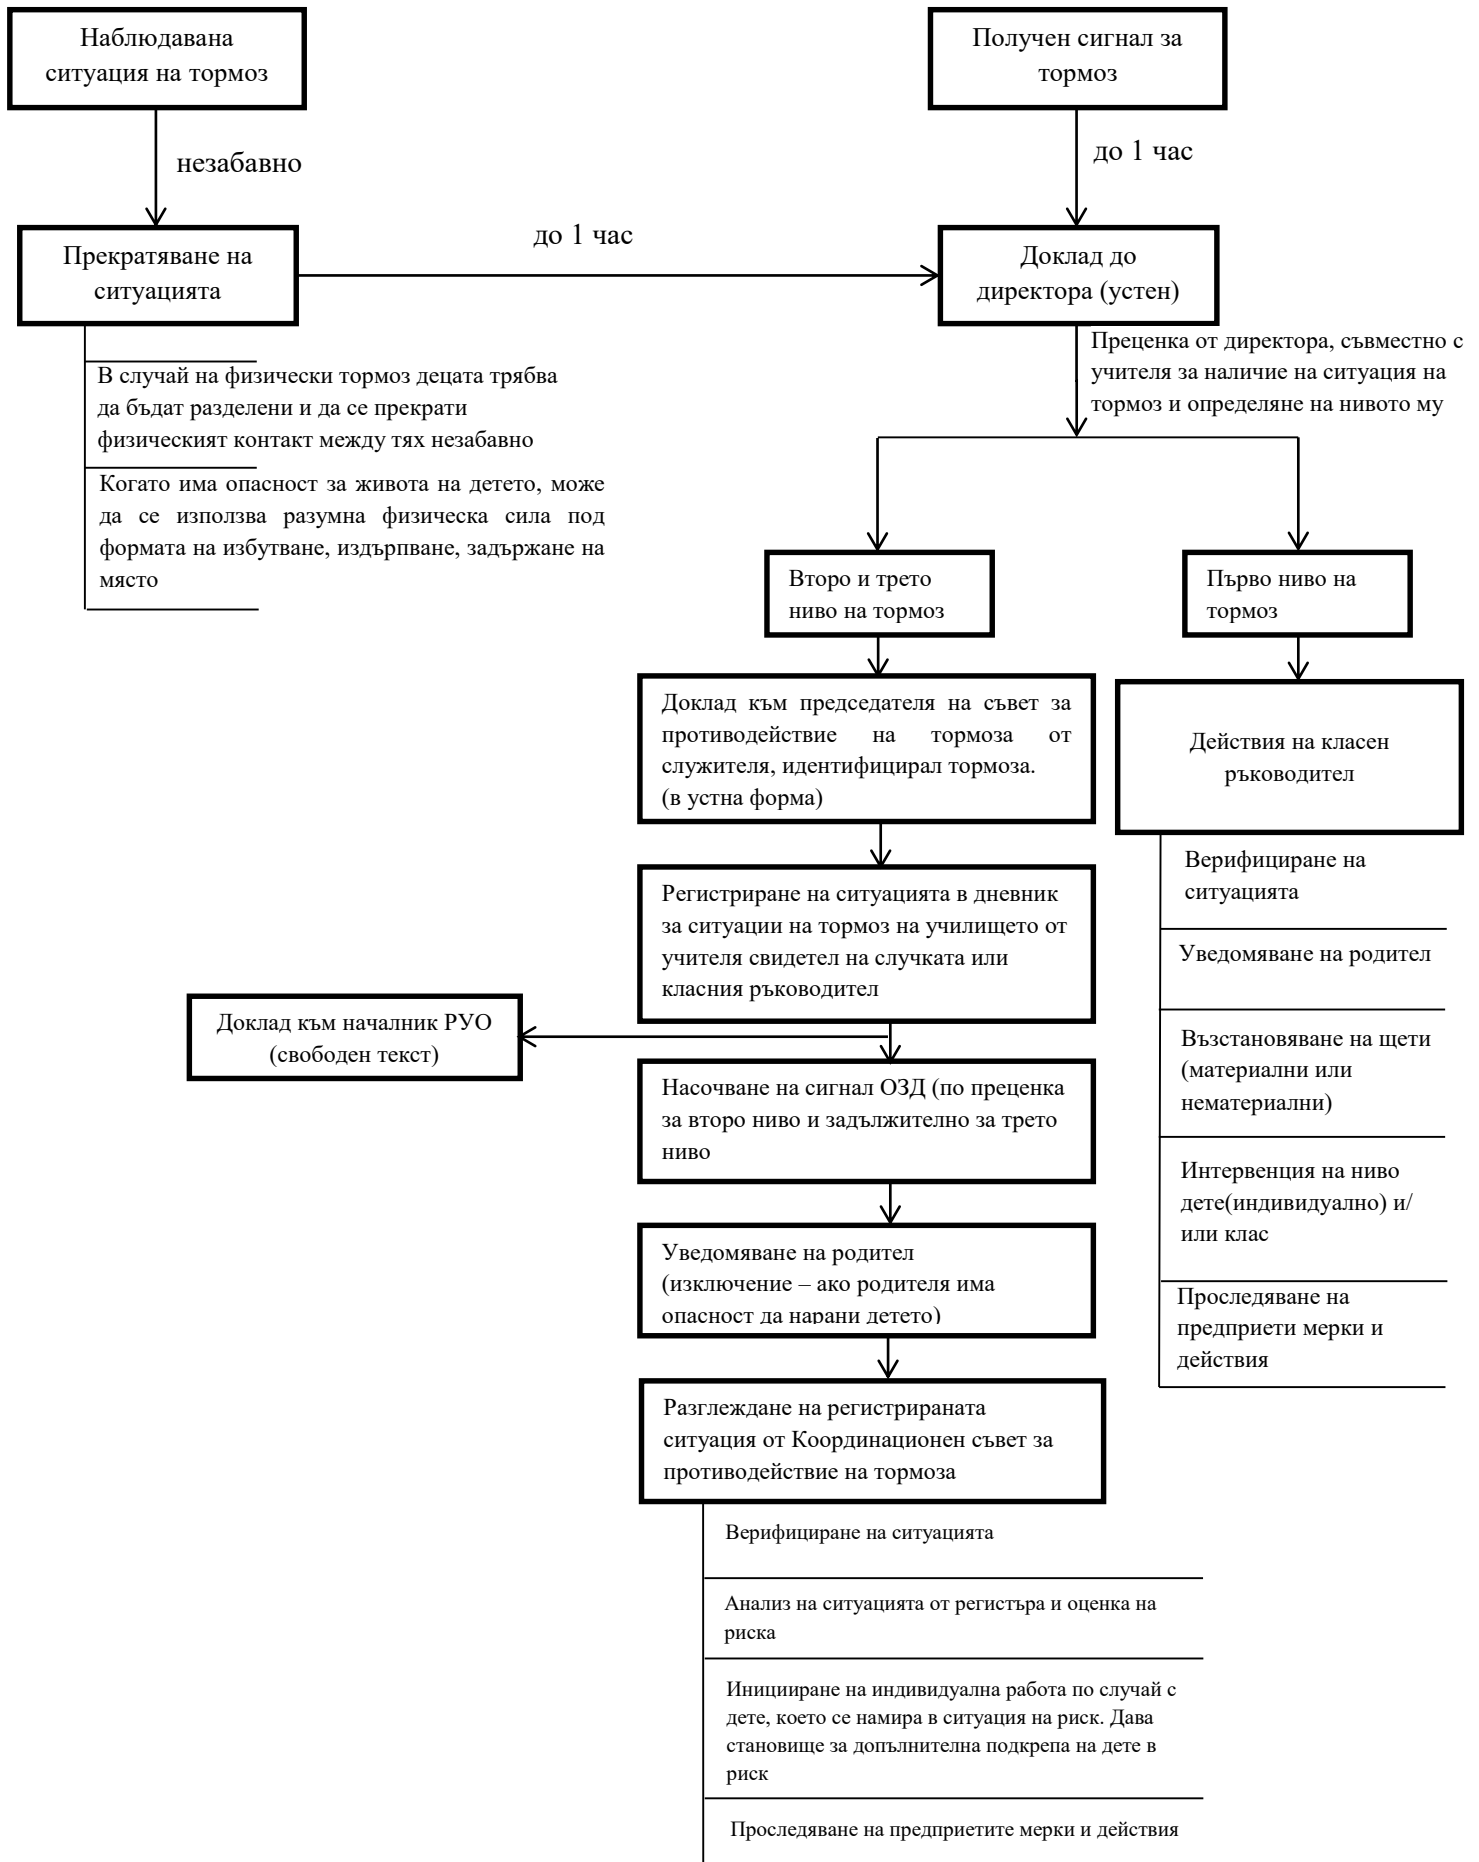 Наблюдавана
ситуация на тормоз
Получен сигнал за
тормоз
незабавно
до 1 час
до 1 час
Прекратяване на
ситуацията
Доклад до
директора (устен)
Преценка от директора, съвместно с
учителя за наличие на ситуация на
тормоз и определяне на нивото му
В случай на физически тормоз децата трябва
да бъдат разделени и да се прекрати
физическият контакт между тях незабавно
Когато има опасност за живота на детето, може
да се използва разумна физическа сила под
формата на избутване, издърпване, задържане на
място
Второ и трето
ниво на тормоз
Първо ниво на
тормоз
Доклад към председателя на съвет за
противодействие на тормоза от
служителя, идентифицирал тормоза.
(в устна форма)
Действия на класен
ръководител
Регистриране на ситуацията в дневник
за ситуации на тормоз на училището от
учителя свидетел на случката или
класния ръководител
Доклад към началник РУО
(свободен текст)
Насочване на сигнал ОЗД (по преценка
за второ ниво и задължително за трето
ниво
Уведомяване на родител
(изключение – ако родителя има
опасност да нарани детето)
Разглеждане на регистрираната
ситуация от Координационен съвет за
противодействие на тормоза
Верифициране на
ситуацията
Уведомяване на родител
Възстановяване на щети
(материални или
нематериални)
Интервенция на ниво
дете(индивидуално) и/
или клас
Проследяване на
предприети мерки и
действия
Верифициране на ситуацията
Анализ на ситуацията от регистъра и оценка на
риска
Иницииране на индивидуална работа по случай с
дете, което се намира в ситуация на риск. Дава
становище за допълнителна подкрепа на дете в
риск
Проследяване на предприетите мерки и действия